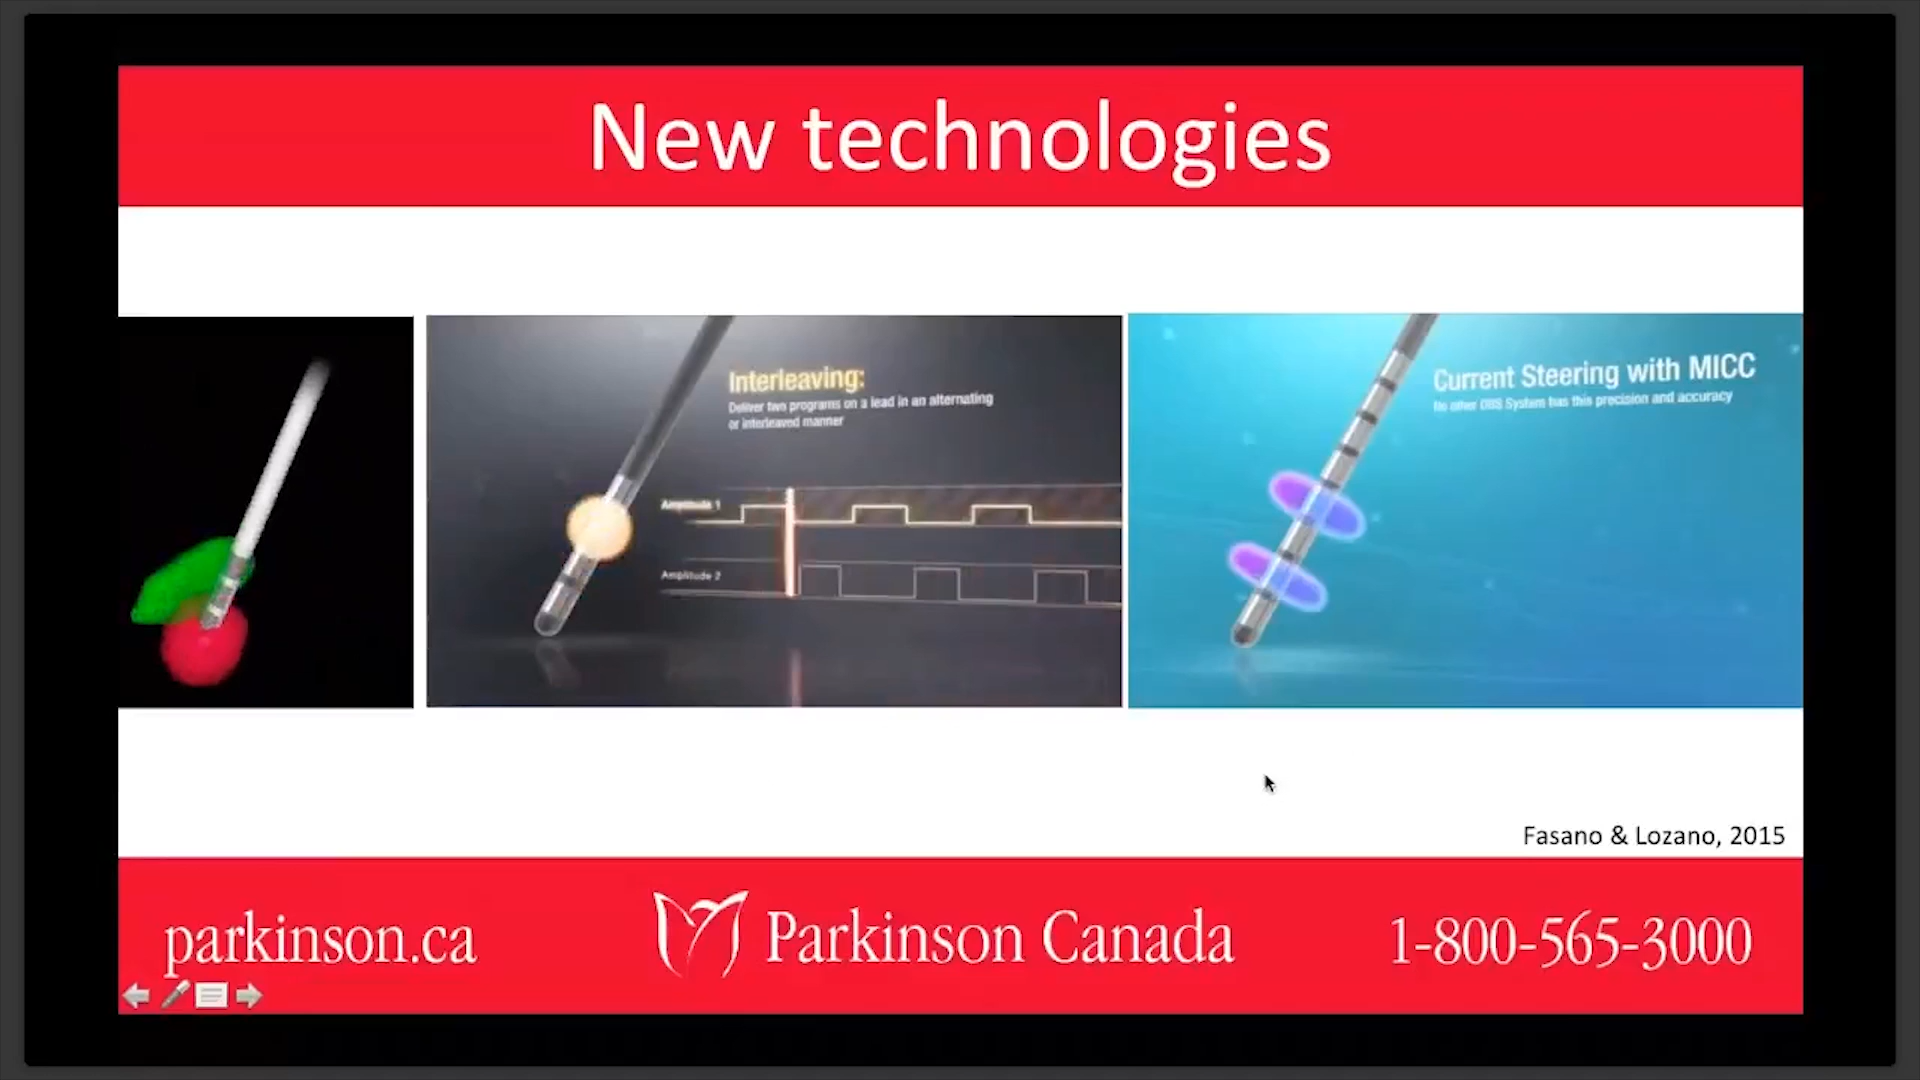 New technologies
Interleaving:
Deliver two programs on a lead in an alternating
or interleaved manner
Amplitude 1
Amplitude 2
Current Steering with MICC
No other DBS System has this precision and accuracy
Fasano & Lozano, 2015
parkinson.ca
Parkinson Canada
1-800-565-3000